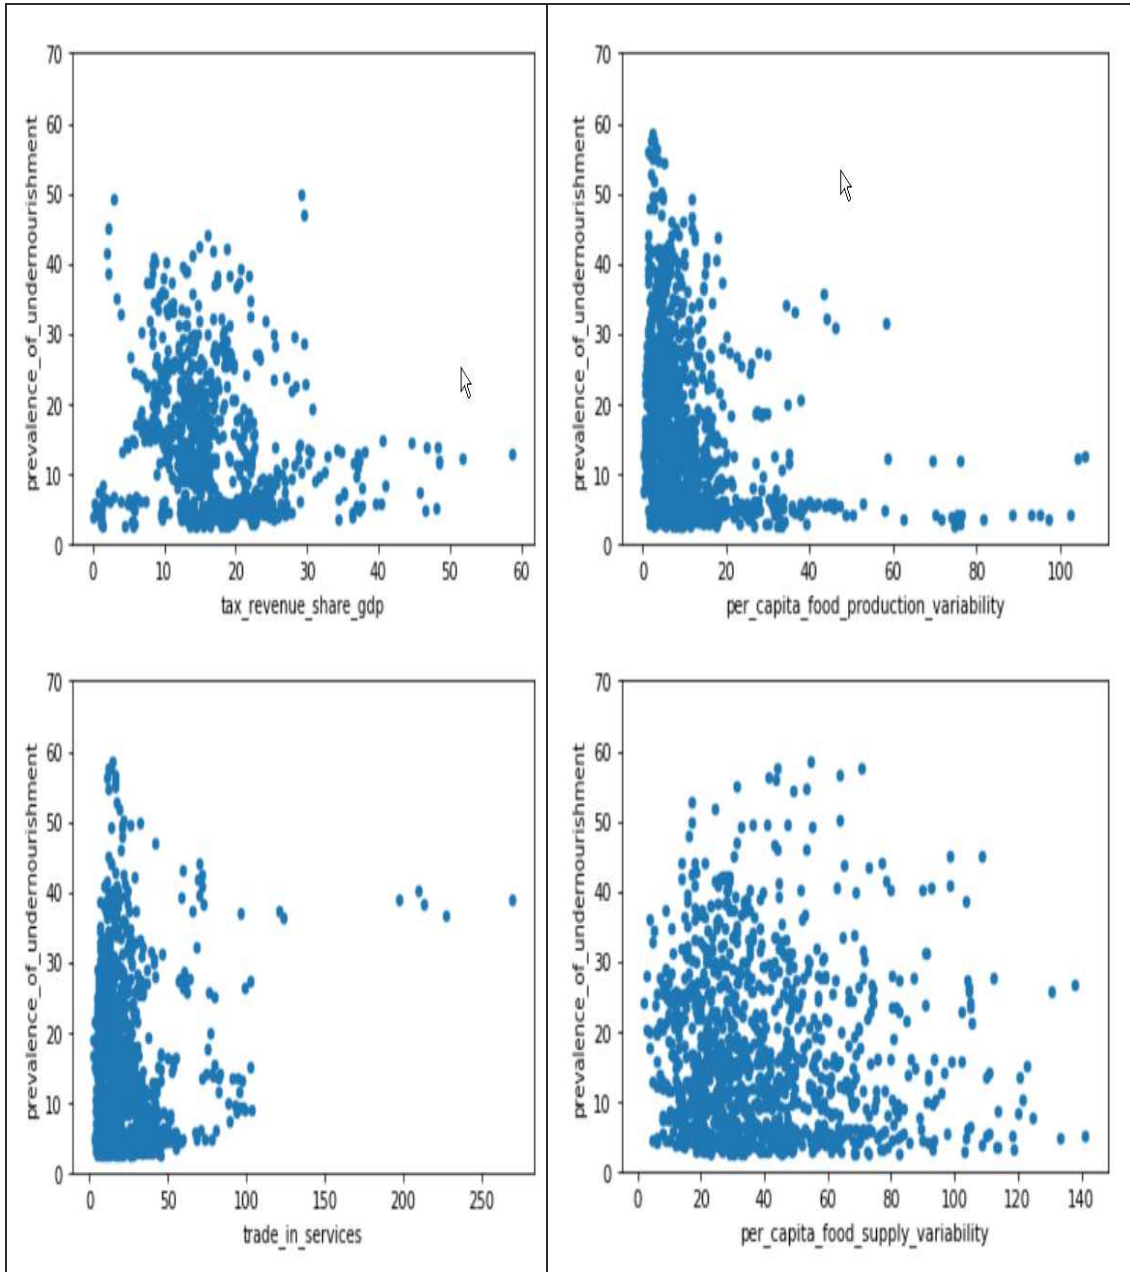 70
60
50
40
30
20
10
0
prevalence_of_undernourishment
0 10 20 30 40 50 60
tax_revenue_share_gdp
70
60
50
40
30
20
10
0
prevalence_of_undernourishment
0 20 40 60 80 100
per_capita_food_production_variability
70
60
50
40
30
20
10
0
prevalence_of_undernourishment
0 50 100 150 200 250
trade_in_services
70
60
50
40
30
20
10
0
prevalence_of_undernourishment
0 20 40 60 80 100 120 140
per_capita_food_supply_variability